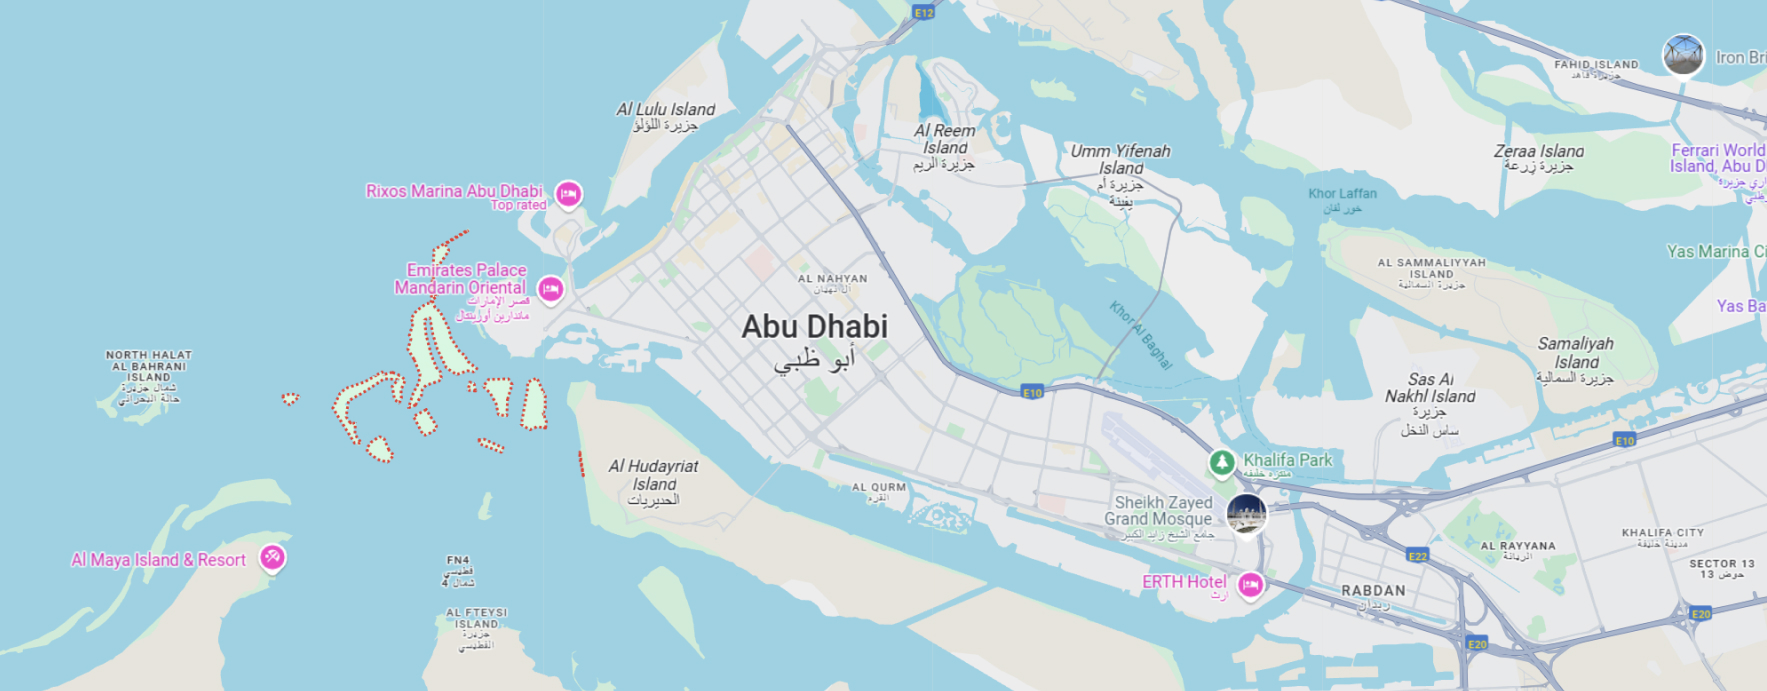 E12
Iron Bri
FAHID ISLAND
جزيرة فاهد
Al Lulu Island
جزيرة اللؤلؤ
Al Reem
Island
جزيرة الريم
Umm Yifenah
Island
جزيرة أم
يفينة
Zeraa Island
جزيرة زرعة
Ferrari World
Island, Abu D
Rixos Marina Abu Dhabi
Top rated
Khor Laffan
خور لفان
Yas Marina Ci
Emirates Palace
Mandarin Oriental
قصر الإمارات
ماندارين أورينتال
AL NAHYAN
آل نهيان
AL SAMMALIYYAH
ISLAND
جزيرة السمالية
Yas Ba
Khor Al Baghal
Abu Dhabi
أبو ظبي
NORTH HALAT
AL BAHRANI
ISLAND
شمال جزيرة
حالة البحراني
Samaliyah
Island
جزيرة السمالية
Sas Al
Nakhl Island
جزيرة
ساس النخل
E10
E10
Al Hudayriat
Island
الحديريات
Khalifa Park
منتزه خليفة
AL QURM
القرم
Sheikh Zayed
Grand Mosque
جامع الشيخ زايد الكبير
KHALIFA CITY
مدينة خليفة
AL RAYYANA
الريانة
E22
SECTOR 13
حوض 13
Al Maya Island & Resort
FN4
فطيسي
شمال 4
ERTH Hotel
ارث
RABDAN
ربدان
AL FTEYSI
ISLAND
جزيرة
الفطيسي
E20
E20